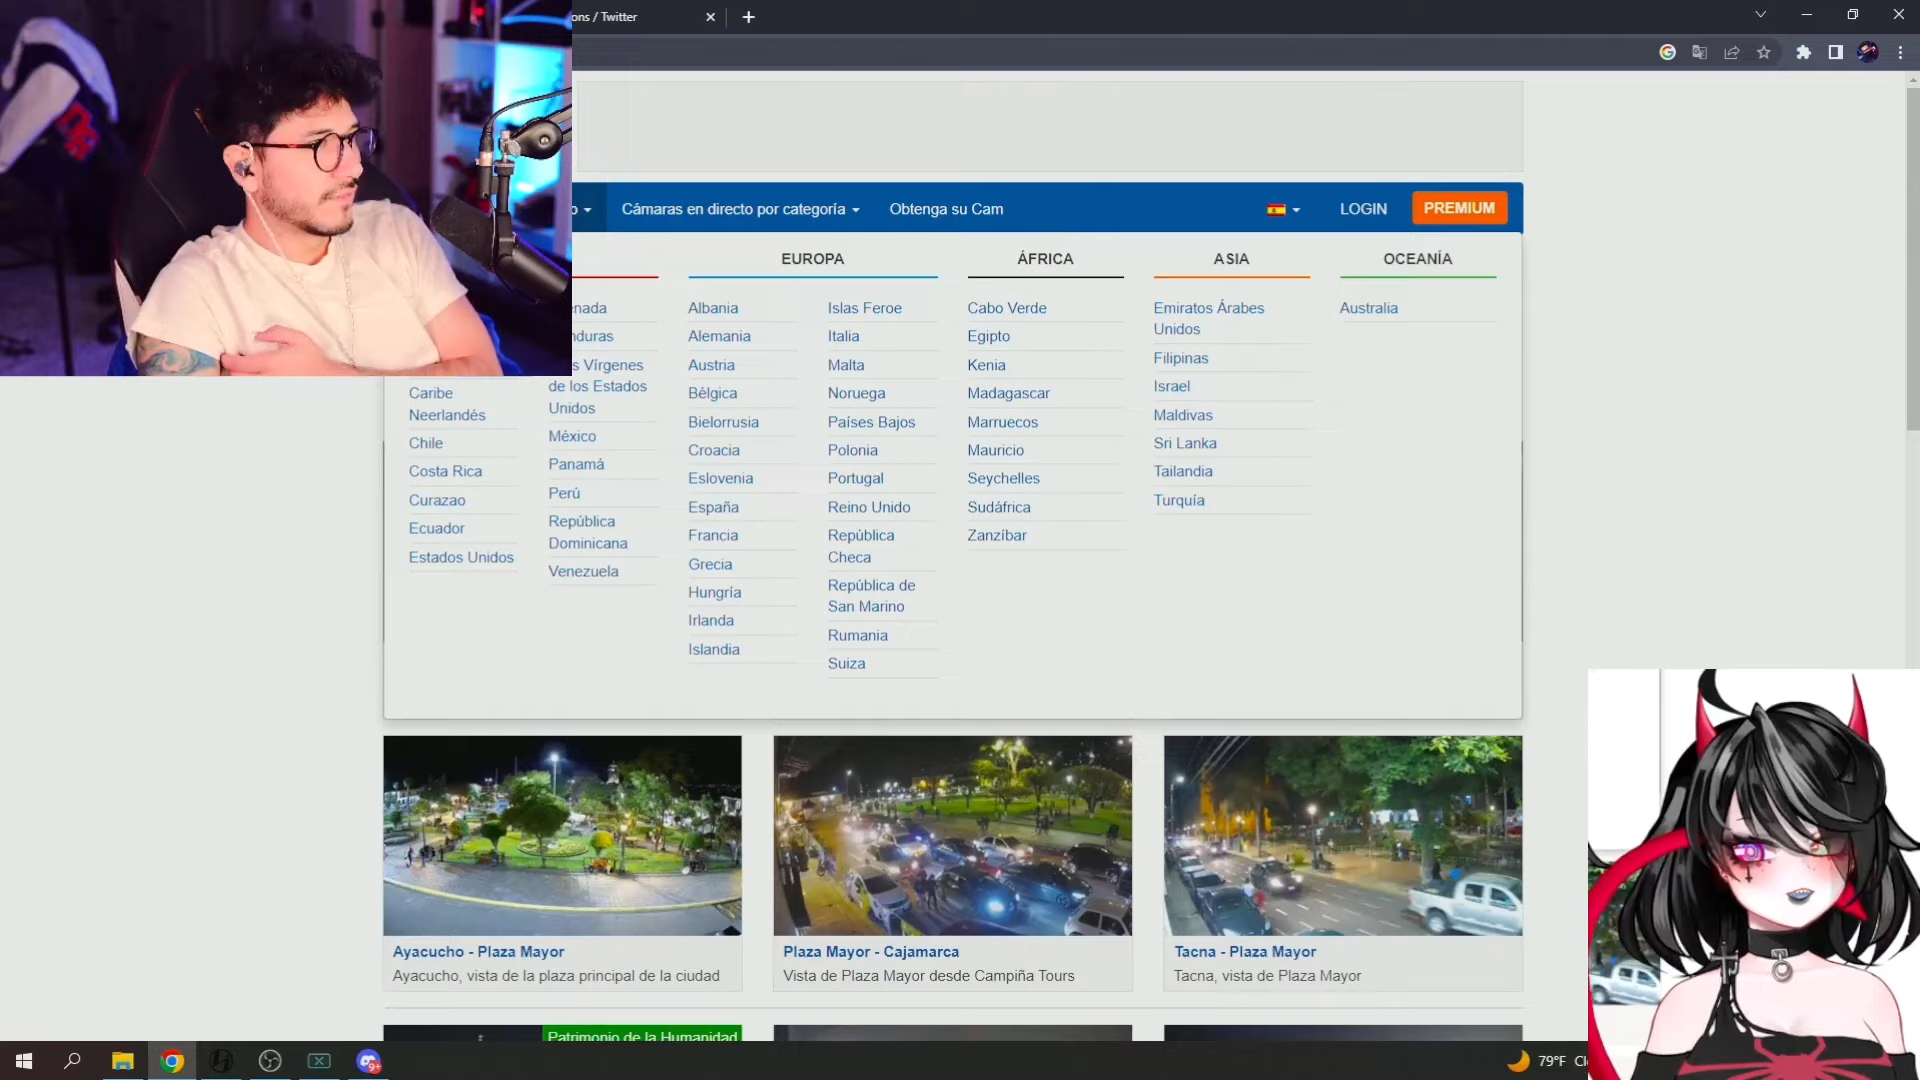 ons / Twitter
o
Cámaras en directo por categoría
Obtenga su Cam
LOGIN
PREMIUM
EUROPA
ÁFRICA
ASIA
OCEANÍA
Caribe
Neerlandés
Chile
Costa Rica
Curazao
Ecuador
Estados Unidos
enada
nduras
s Vírgenes
de los Estados
Unidos
México
Panamá
Perú
República
Dominicana
Venezuela
Albania
Alemania
Austria
Bélgica
Bielorrusia
Croacia
Eslovenia
España
Francia
Grecia
Hungría
Irlanda
Islandia
Islas Feroe
Italia
Malta
Noruega
Países Bajos
Polonia
Portugal
Reino Unido
República
Checa
República de
San Marino
Rumania
Suiza
Cabo Verde
Egipto
Kenia
Madagascar
Marruecos
Mauricio
Seychelles
Sudáfrica
Zanzíbar
Emiratos Árabes
Unidos
Filipinas
Israel
Maldivas
Sri Lanka
Tailandia
Turquía
Australia
Ayacucho - Plaza Mayor
Ayacucho, vista de la plaza principal de la ciudad
Plaza Mayor - Cajamarca
Vista de Plaza Mayor desde Campiña Tours
Tacna - Plaza Mayor
Tacna, vista de Plaza Mayor
Patrimonio de la Humanidad
9+
79°F Cl